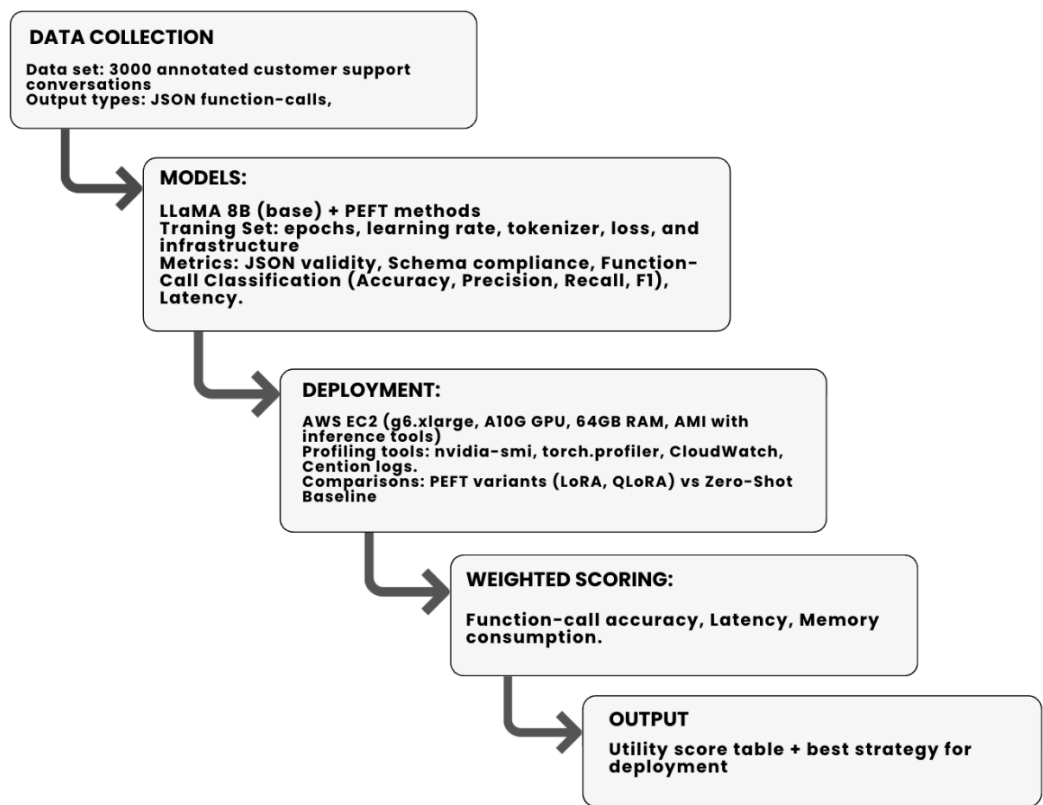 DATA COLLECTION
Data set: 3000 annotated customer support
conversations
Output types: JSON function-calls,
MODELS:
LLaMA 8B (base) + PEFT methods
Traning Set: epochs, learning rate, tokenizer, loss, and
infrastructure
Metrics: JSON validity, Schema compliance, Function-
Call Classification (Accuracy, Precision, Recall, F1),
Latency.
DEPLOYMENT:
AWS EC2 (g6.xlarge, A10G GPU, 64GB RAM, AMI with
inference tools)
Profiling tools: nvidia-smi, torch.profiler, CloudWatch,
Cention logs.
Comparisons: PEFT variants (LoRA, QLoRA) vs Zero-Shot
Baseline
WEIGHTED SCORING:
Function-call accuracy, Latency, Memory
consumption.
OUTPUT
Utility score table + best strategy for
deployment